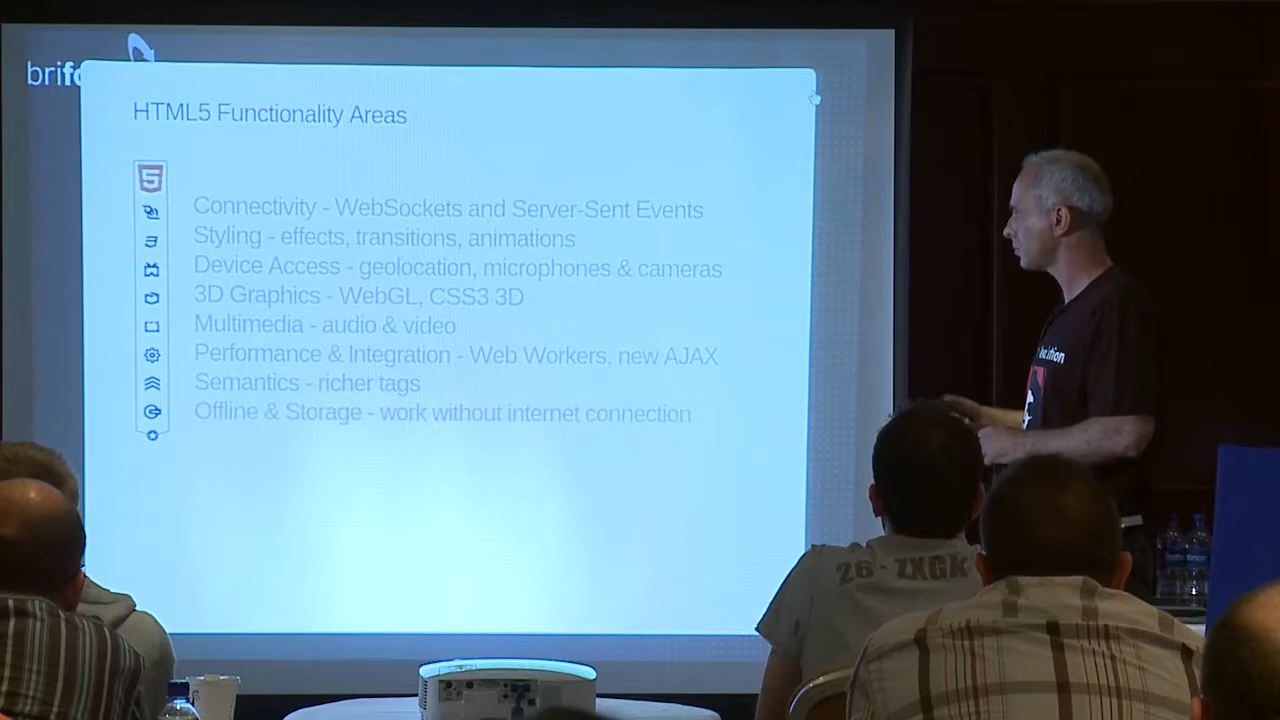 brifo
HTML5 Functionality Areas
5
Connectivity - WebSockets and Server-Sent Events
Styling - effects, transitions, animations
Device Access - geolocation, microphones & cameras
3D Graphics - WebGL, CSS3 3D
Multimedia - audio & video
Performance & Integration - Web Workers, new AJAX
Semantics - richer tags
Offline & Storage - work without internet connection
26 - ZXGK